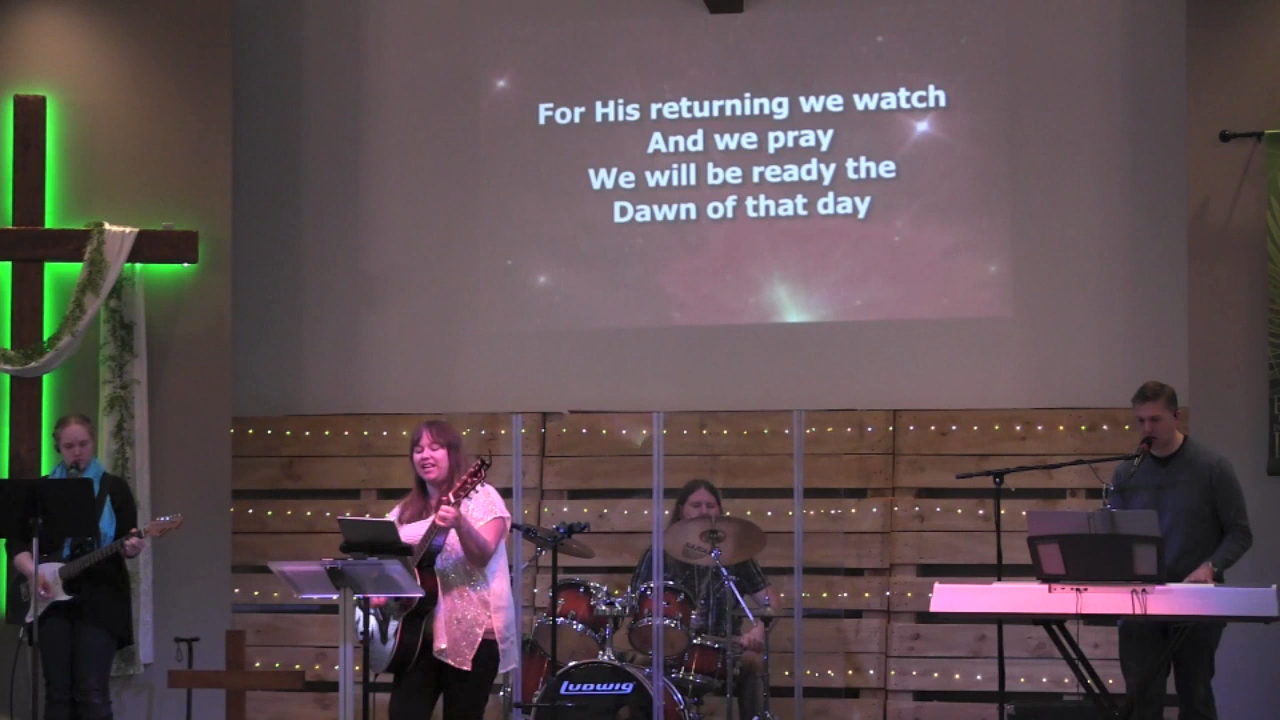 For His returning we watch
And we pray
We will be ready the
Dawn of that day
Ludwig